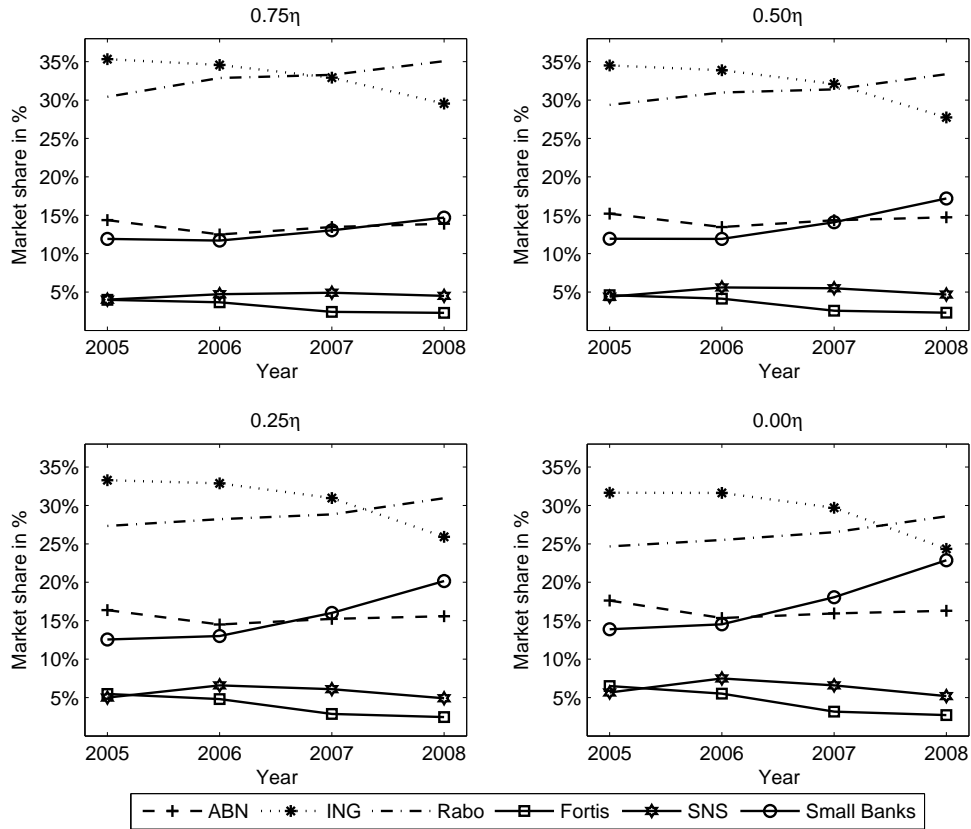 0.75η
Market share in %
35%
30%
25%
20%
15%
10%
5%
2005 2006 2007 2008
Year
0.50η
Market share in %
35%
30%
25%
20%
15%
10%
5%
2005 2006 2007 2008
Year
0.25η
Market share in %
35%
30%
25%
20%
15%
10%
5%
2005 2006 2007 2008
Year
0.00η
Market share in %
35%
30%
25%
20%
15%
10%
5%
2005 2006 2007 2008
Year
ABN ING Rabo Fortis SNS Small Banks